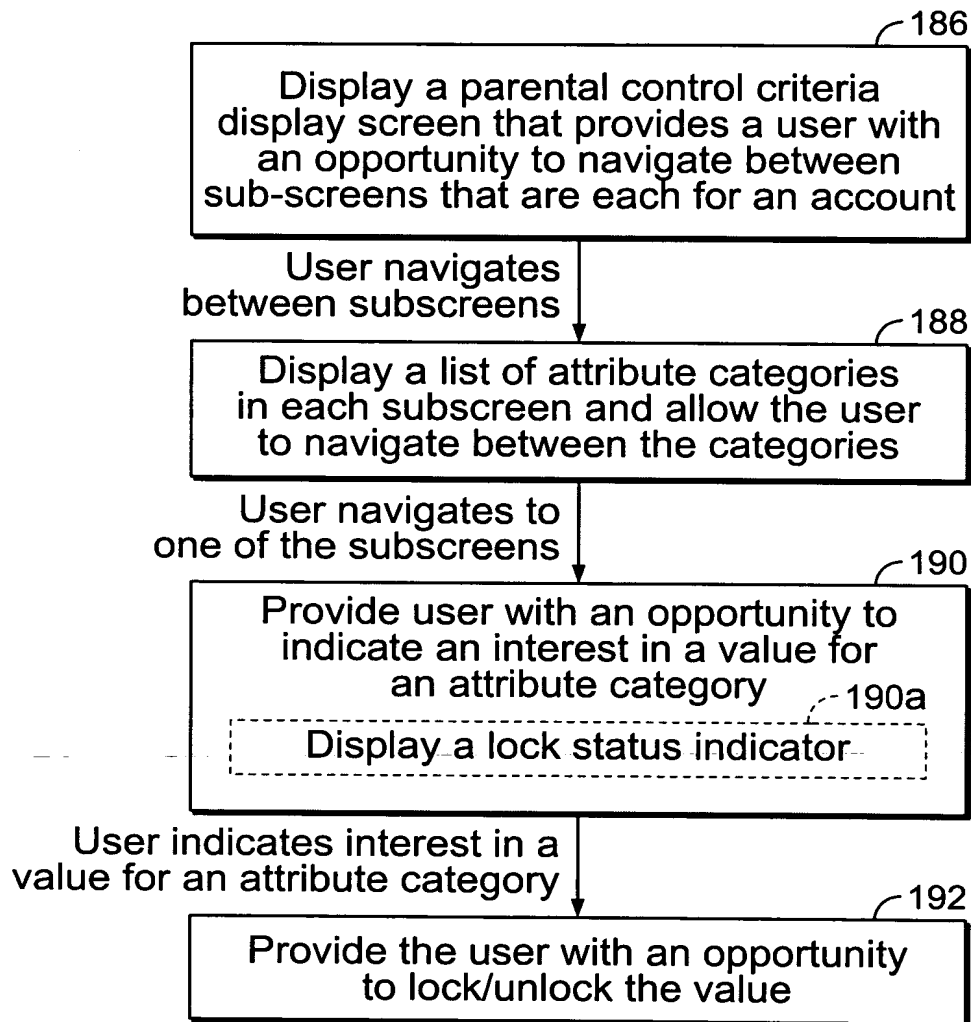 186
Display a parental control criteria
display screen that provides a user with
an opportunity to navigate between
sub-screens that are each for an account
User navigates
between subscreens
188
Display a list of attribute categories
in each subscreen and allow the user
to navigate between the categories
User navigates to
one of the subscreens
190
Provide user with an opportunity to
indicate an interest in a value for
an attribute category
190a
Display a lock status indicator
User indicates interest in a
value for an attribute category
192
Provide the user with an opportunity
to lock/unlock the value